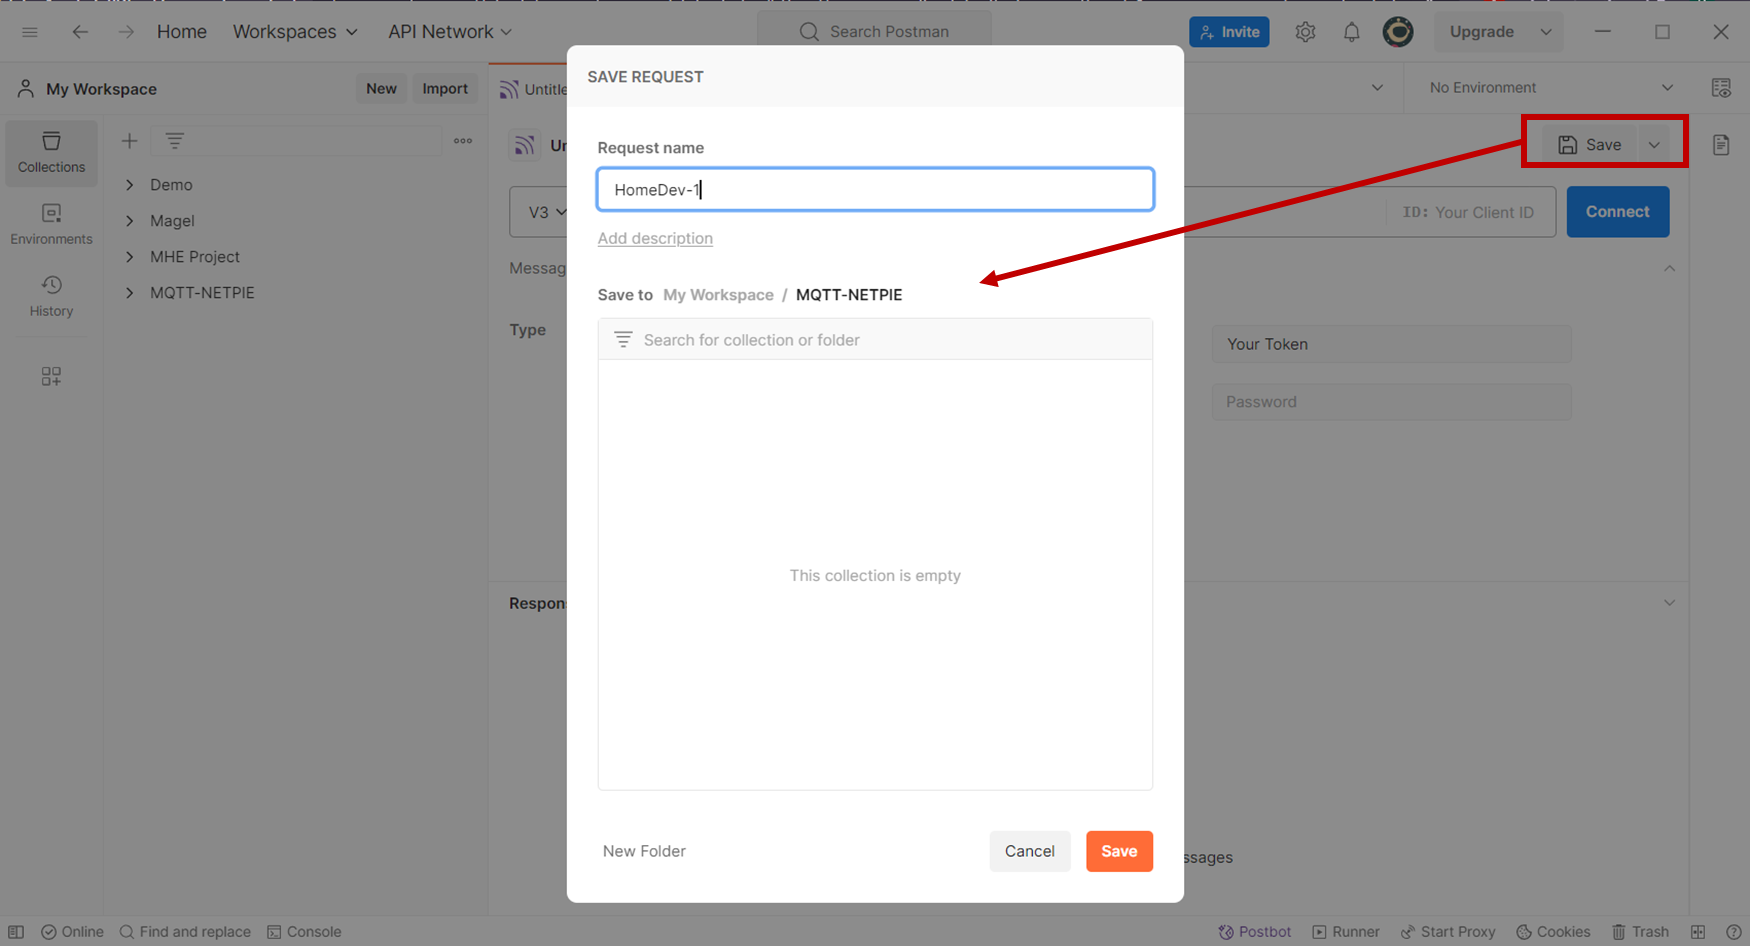 Home Workspaces API Network Search Postman Invite Upgrade
My Workspace New Import Untitle No Environment
SAVE REQUEST
Collections
Environments
History
Demo
Magel
MHE Project
MQTT-NETPIE
Un
Save
V3
ID: Your Client ID
Connect
Messag
Type
Your Token
Password
Respon
ssages
Request name
HomeDev-1
Add description
Save to My Workspace / MQTT-NETPIE
Search for collection or folder
This collection is empty
New Folder Cancel Save
Online Find and replace Console Postbot Runner Start Proxy Cookies Trash